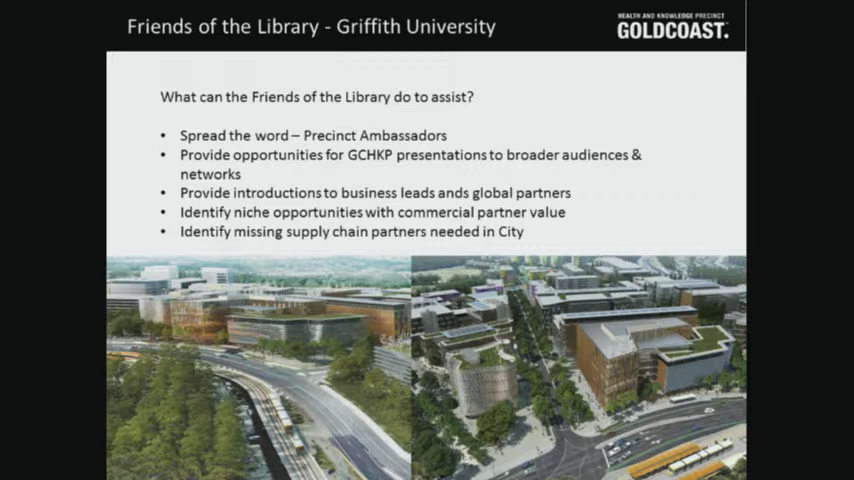 Friends of the Library - Griffith University
HEALTH AND KNOWLEDGE PRECINCT
GOLDCOAST.
What can the Friends of the Library do to assist?
• Spread the word – Precinct Ambassadors
• Provide opportunities for GCHKP presentations to broader audiences &
networks
• Provide introductions to business leads ands global partners
• Identify niche opportunities with commercial partner value
• Identify missing supply chain partners needed in City